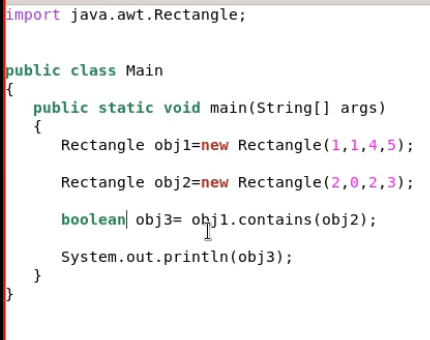 import java.awt.Rectangle;
public class Main
{
public static void main(String[] args)
{
Rectangle obj1=new Rectangle(1,1,4,5);
Rectangle obj2=new Rectangle(2,0,2,3);
boolean obj3= obj1.contains(obj2);
System.out.println(obj3);
}
}